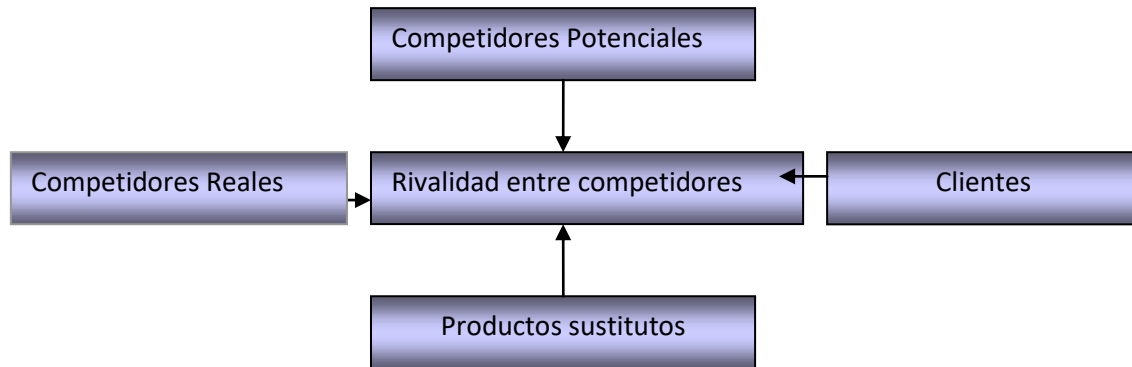 Competidores Potenciales
Competidores Reales
Rivalidad entre competidores
Clientes
Productos sustitutos